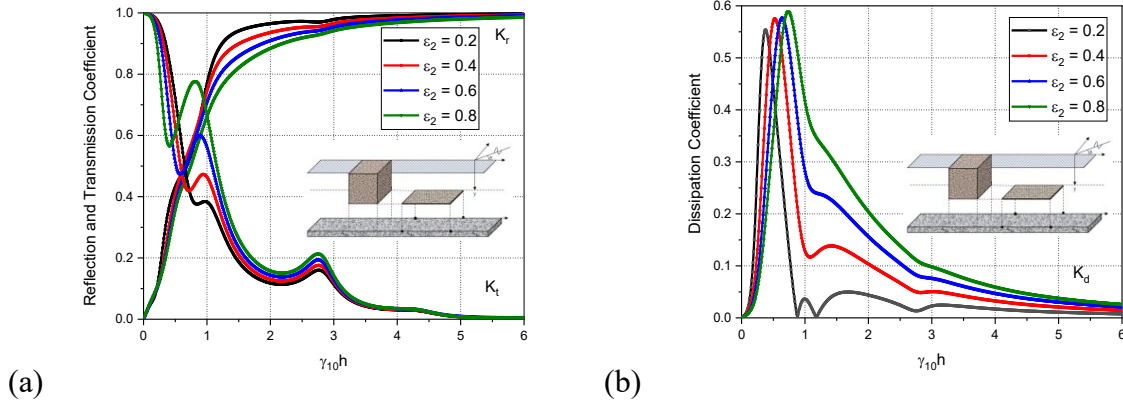 Reflection and Transmission Coefficient
1.0
0.8
0.6
0.4
0.2
0.0
0 1 2 3 4 5 6
γ₁₀h
Kᵣ
ε₂ = 0.2
ε₂ = 0.4
ε₂ = 0.6
ε₂ = 0.8
Kₜ
(a)
Dissipation Coefficient
0.6
0.5
0.4
0.3
0.2
0.1
0.0
0 1 2 3 4 5 6
γ₁₀h
ε₂ = 0.2
ε₂ = 0.4
ε₂ = 0.6
ε₂ = 0.8
K_d
(b)